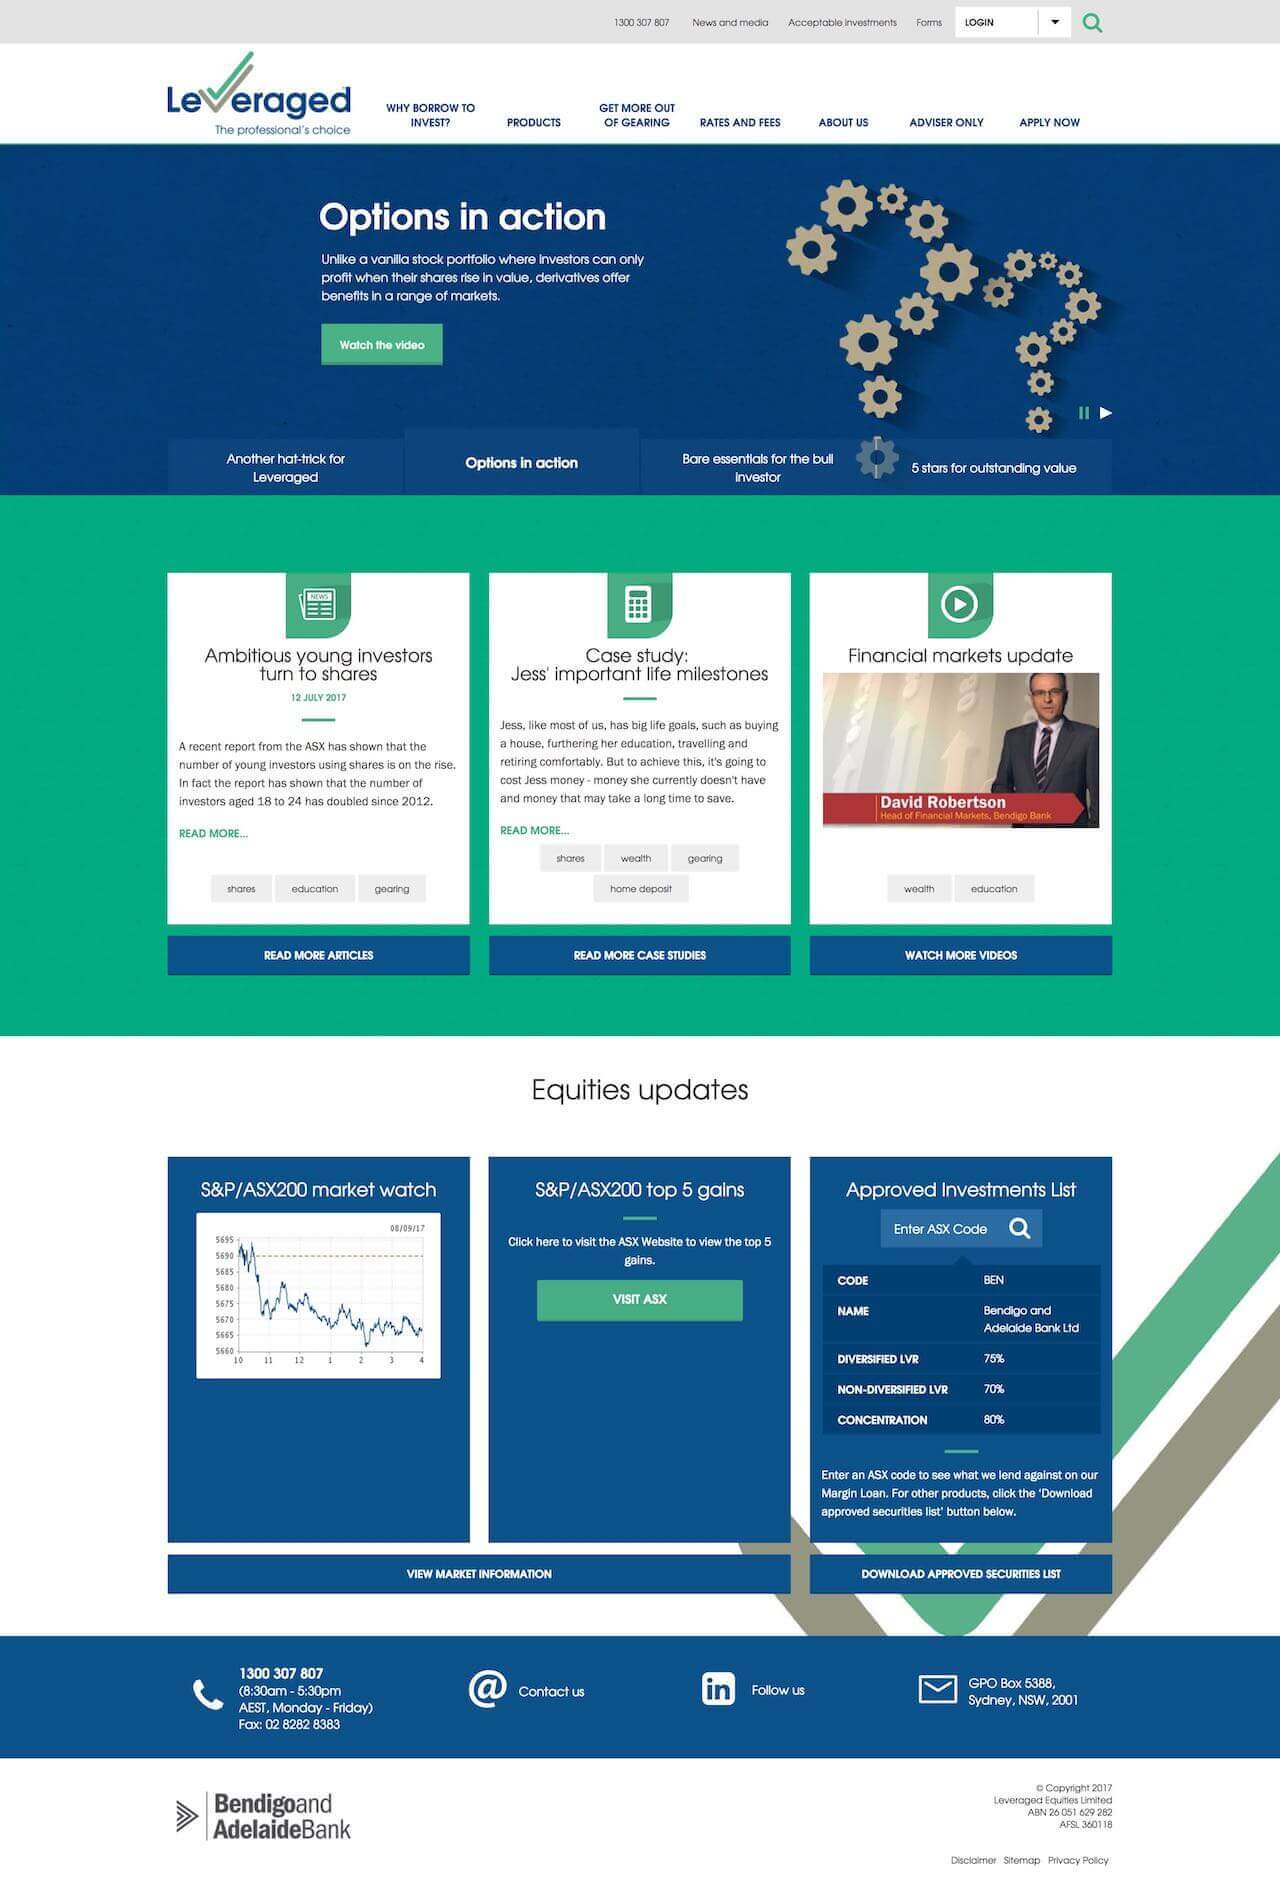 1300 307 807
News and media
Acceptable investments
Forms
LOGIN
Leveraged
The professional's choice
WHY BORROW TO
INVEST?
PRODUCTS
GET MORE OUT
OF GEARING
RATES AND FEES
ABOUT US
ADVISER ONLY
APPLY NOW
Options in action
Unlike a vanilla stock portfolio where investors can only
profit when their shares rise in value, derivatives offer
benefits in a range of markets.
Watch the video
Another hat-trick for
Leveraged
Options in action
Bare essentials for the bull
investor
5 stars for outstanding value
NEWS
Ambitious young investors
turn to shares
12 JULY 2017
A recent report from the ASX has shown that the
number of young investors using shares is on the rise.
In fact the report has shown that the number of
investors aged 18 to 24 has doubled since 2012.
READ MORE...
shares
education
gearing
READ MORE ARTICLES
Case study:
Jess' important life milestones
Jess, like most of us, has big life goals, such as buying
a house, furthering her education, travelling and
retiring comfortably. But to achieve this, it's going to
cost Jess money - money she currently doesn't have
and money that may take a long time to save.
READ MORE...
shares
wealth
gearing
home deposit
READ MORE CASE STUDIES
Financial markets update
David Robertson
Head of Financial Markets, Bendigo Bank
wealth
education
WATCH MORE VIDEOS
Equities updates
S&P/ASX200 market watch
08/09/17
5695
5690
5685
5680
5675
5670
5665
5660
10 11 12 1 2 3 4
S&P/ASX200 top 5 gains
Click here to visit the ASX Website to view the top 5
gains.
VISIT ASX
VIEW MARKET INFORMATION
Approved Investments List
Enter ASX Code
CODE BEN
NAME Bendigo and
Adelaide Bank Ltd
DIVERSIFIED LVR 75%
NON-DIVERSIFIED LVR 70%
CONCENTRATION 80%
Enter an ASX code to see what we lend against on our
Margin Loan. For other products, click the 'Download
approved securities list' button below.
DOWNLOAD APPROVED SECURITIES LIST
1300 307 807
(8:30am - 5:30pm
AEST, Monday - Friday)
Fax: 02 8282 8383
Contact us
in
Follow us
GPO Box 5388,
Sydney, NSW, 2001
Bendigoand
AdelaideBank
© Copyright 2017
Leveraged Equities Limited
ABN 26 051 629 282
AFSL 360118
Disclaimer Sitemap Privacy Policy